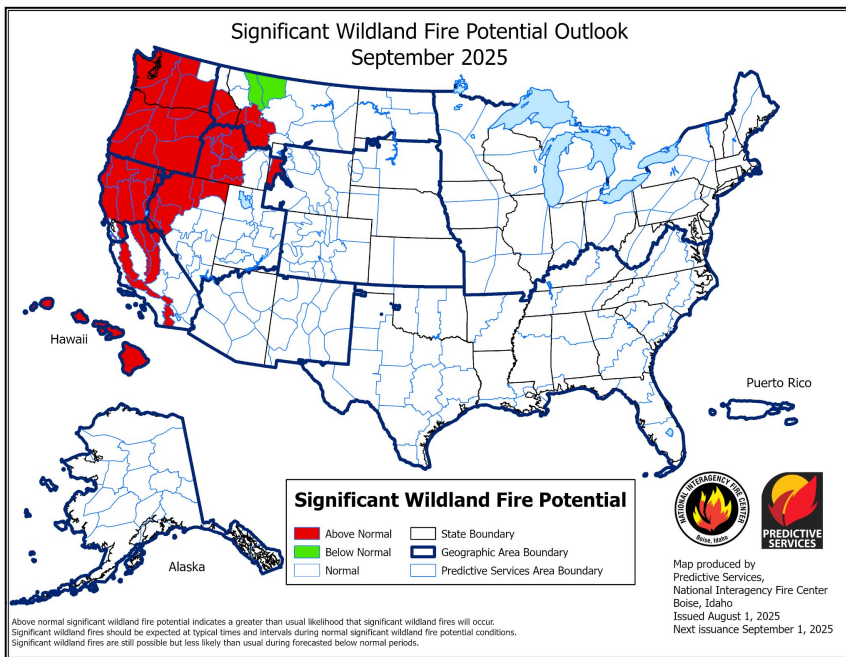 Significant Wildland Fire Potential Outlook
September 2025
Hawaii
Puerto Rico
Alaska
Significant Wildland Fire Potential
Above Normal
State Boundary
Below Normal
Geographic Area Boundary
Normal
Predictive Services Area Boundary
NATIONAL INTERAGENCY FIRE CENTER
Boise, Idaho
PREDICTIVE
SERVICES
Map produced by
Predictive Services,
National Interagency Fire Center
Boise, Idaho
Issued August 1, 2025
Next issuance September 1, 2025
Above normal significant wildland fire potential indicates a greater than usual likelihood that significant wildland fires will occur.
Significant wildland fires should be expected at typical times and intervals during normal significant wildland fire potential conditions.
Significant wildland fires are still possible but less likely than usual during forecasted below normal periods.